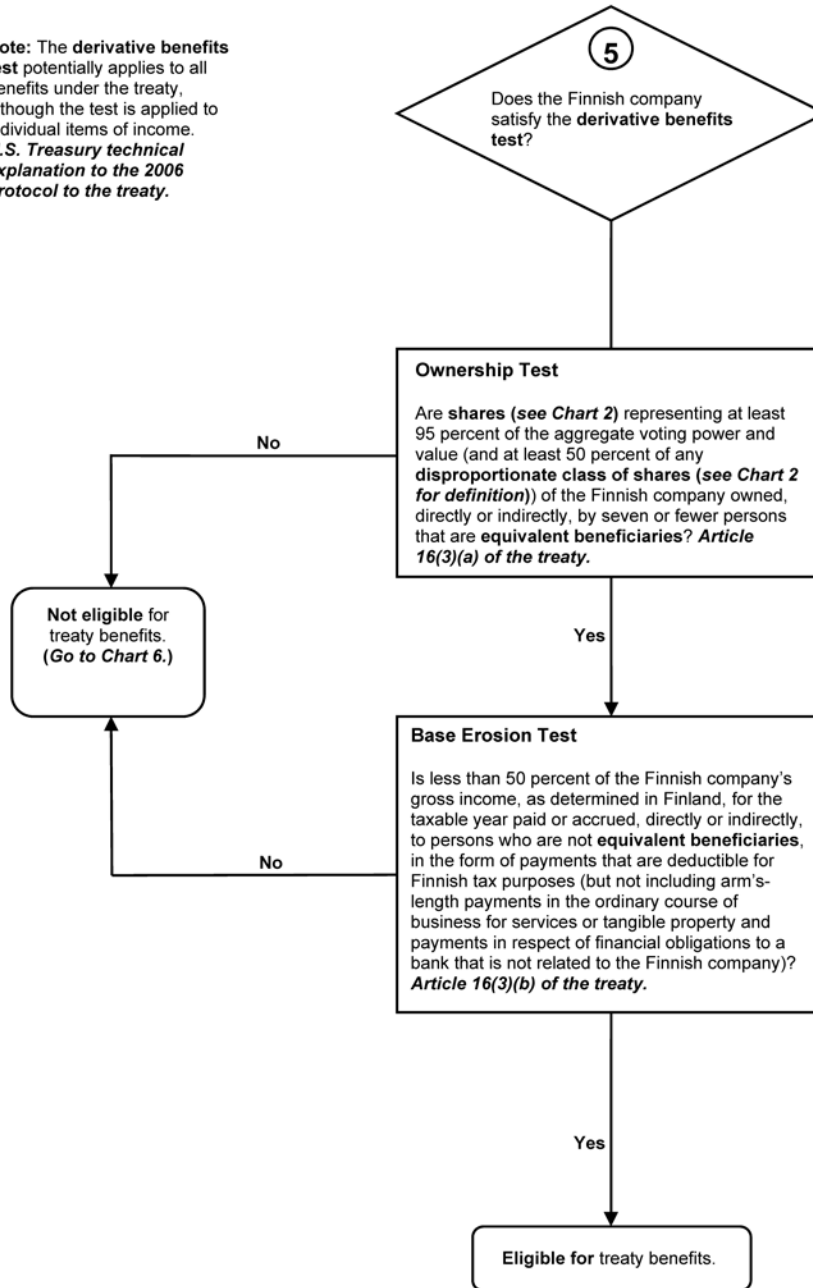 ote: The derivative benefits
est potentially applies to all
enefits under the treaty,
lthough the test is applied to
dividual items of income.
.S. Treasury technical
xplanation to the 2006
rotocol to the treaty.
5
Does the Finnish company
satisfy the derivative benefits
test?
Ownership Test
Are shares (see Chart 2) representing at least
95 percent of the aggregate voting power and
value (and at least 50 percent of any
disproportionate class of shares (see Chart 2
for definition)) of the Finnish company owned,
directly or indirectly, by seven or fewer persons
that are equivalent beneficiaries? Article
16(3)(a) of the treaty.
No
Not eligible for
treaty benefits.
(Go to Chart 6.)
Yes
Base Erosion Test
Is less than 50 percent of the Finnish company's
gross income, as determined in Finland, for the
taxable year paid or accrued, directly or indirectly,
to persons who are not equivalent beneficiaries,
in the form of payments that are deductible for
Finnish tax purposes (but not including arm's-
length payments in the ordinary course of
business for services or tangible property and
payments in respect of financial obligations to a
bank that is not related to the Finnish company)?
Article 16(3)(b) of the treaty.
No
Yes
Eligible for treaty benefits.